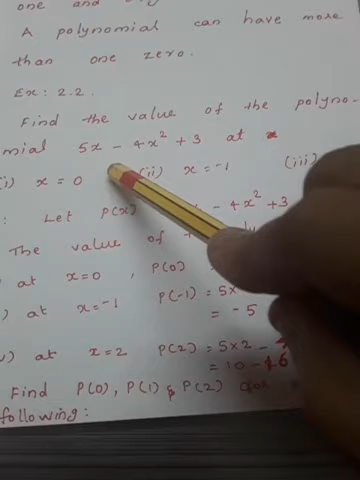 one and
A polynomial can have more
than one zero.
Ex: 2.2.
Find the value of the polyno-
mial 5x - 4x² + 3 at x
(i) x = 0 (ii) x = -1 (iii)
: Let P(x) - 4x² + 3
The value of
at x=0, P(0)
) at x=-1 P(-1) = 5x
= -5
) at x=2 P(2) = 5x2 -
= 10 - 16
Find P(0), P(1) & P(2) for
following: